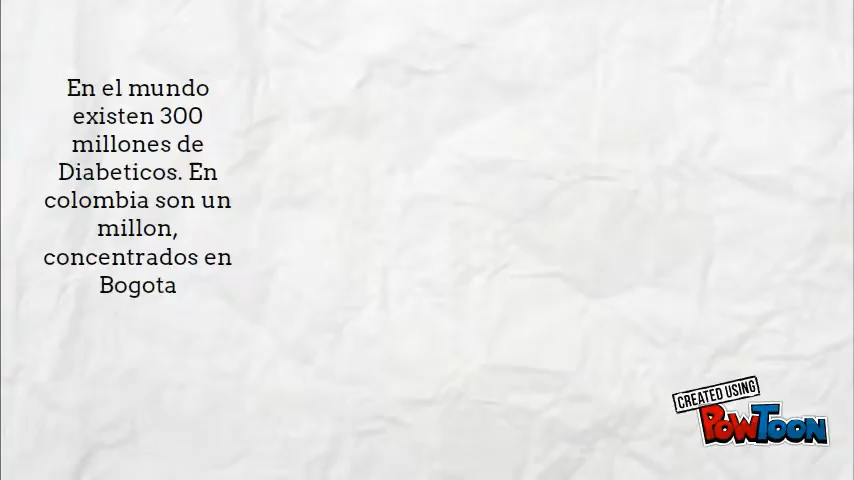 En el mundo
existen 300
millones de
Diabeticos. En
colombia son un
millon,
concentrados en
Bogota
CREATED USING
POWTOON